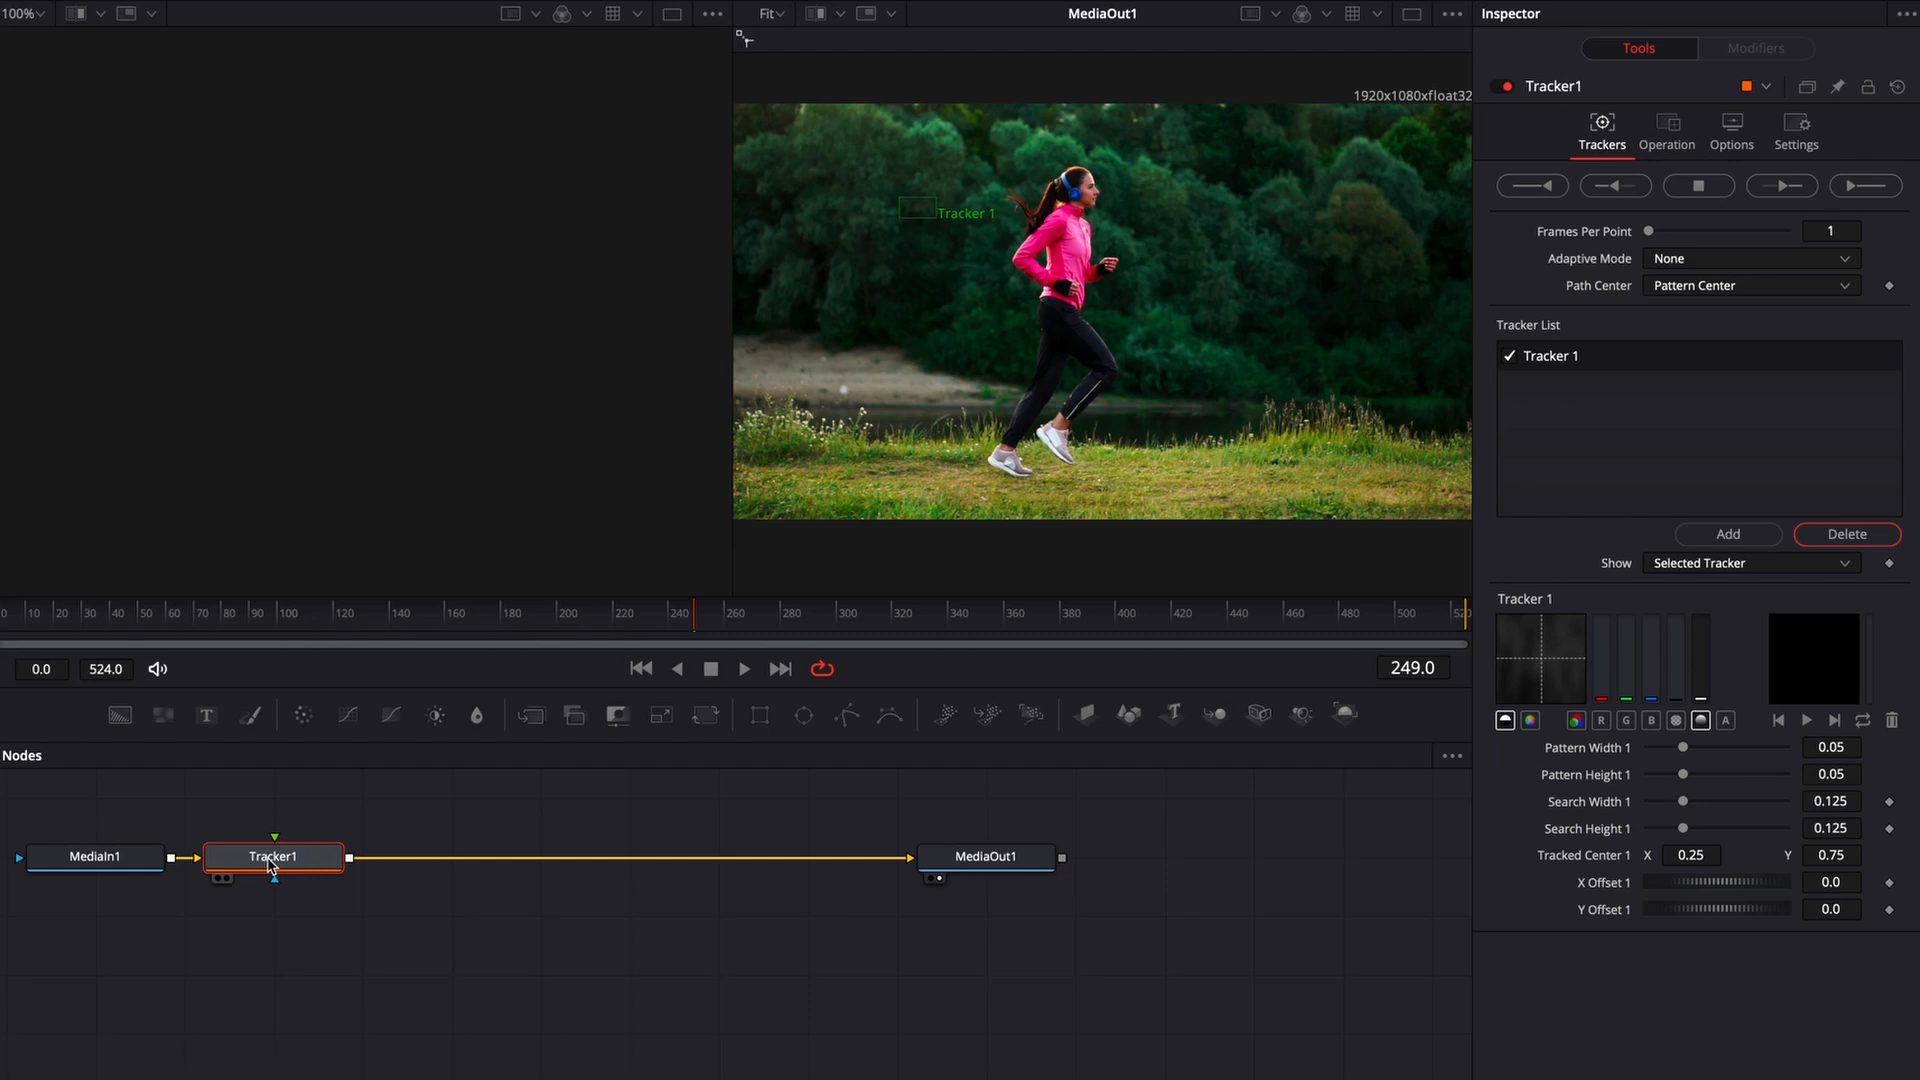 100%
Fit
MediaOut1
Inspector
Tools
Modifiers
Tracker1
1920x1080xfloat32
Trackers
Operation
Options
Settings
Tracker 1
Frames Per Point
1
Adaptive Mode
None
Path Center
Pattern Center
Tracker List
Tracker 1
Add
Delete
Show
Selected Tracker
Tracker 1
0 10 20 30 40 50 60 70 80 90 100 120 140 160 180 200 220 240 260 280 300 320 340 360 380 400 420 440 460 480 500 520
0.0
524.0
249.0
T
R G B A
Nodes
Pattern Width 1
0.05
Pattern Height 1
0.05
Search Width 1
0.125
Search Height 1
0.125
MediaIn1
Tracker1
MediaOut1
Tracked Center 1 X 0.25 Y 0.75
X Offset 1
0.0
Y Offset 1
0.0